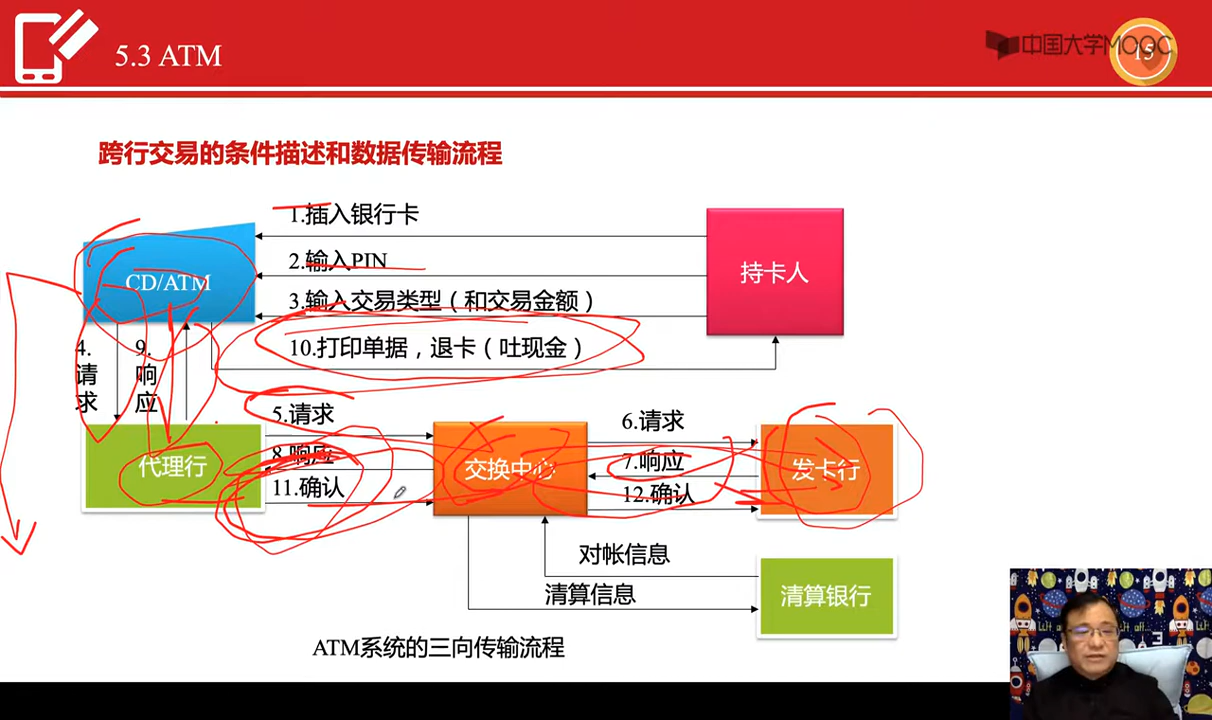 5.3 ATM
中国大学MOOC
15
跨行交易的条件描述和数据传输流程
1.插入银行卡
2.输入PIN
3.输入交易类型（和交易金额）
10.打印单据，退卡（吐现金）
CD/ATM
持卡人
4.
请
求
9.
响
应
5.请求
8.响应
11.确认
代理行
交换中心
6.请求
7.响应
12.确认
发卡行
对帐信息
清算信息
清算银行
ATM系统的三向传输流程